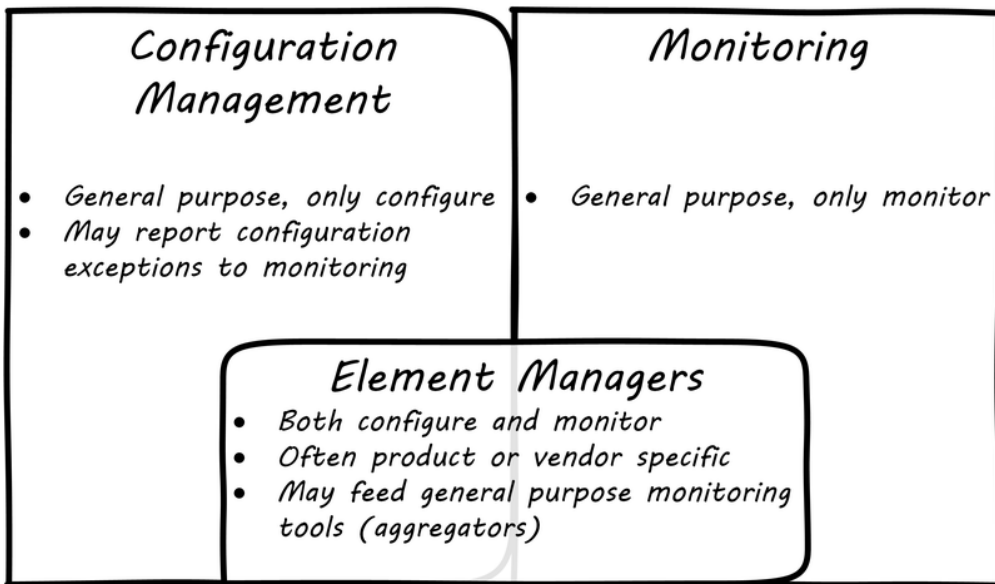 Configuration
Management
• General purpose, only configure
• May report configuration
exceptions to monitoring
Monitoring
• General purpose, only monitor
Element Managers
• Both configure and monitor
• Often product or vendor specific
• May feed general purpose monitoring
tools (aggregators)